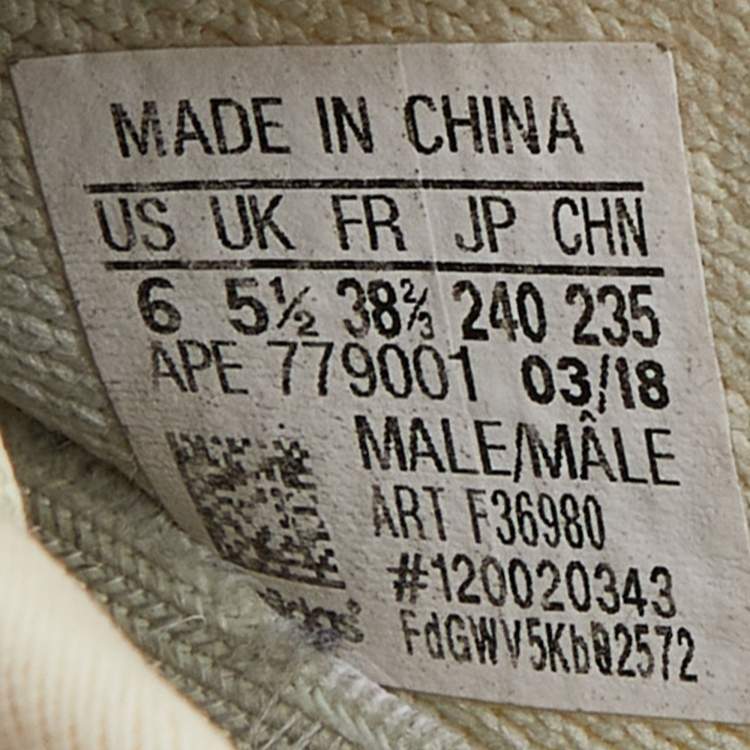 MADE IN CHINA
US UK FR JP CHN
6 5½ 38⅔ 240 235
APE 779001 03/18
MALE/MÂLE
ART F36980
#120020343
adidas